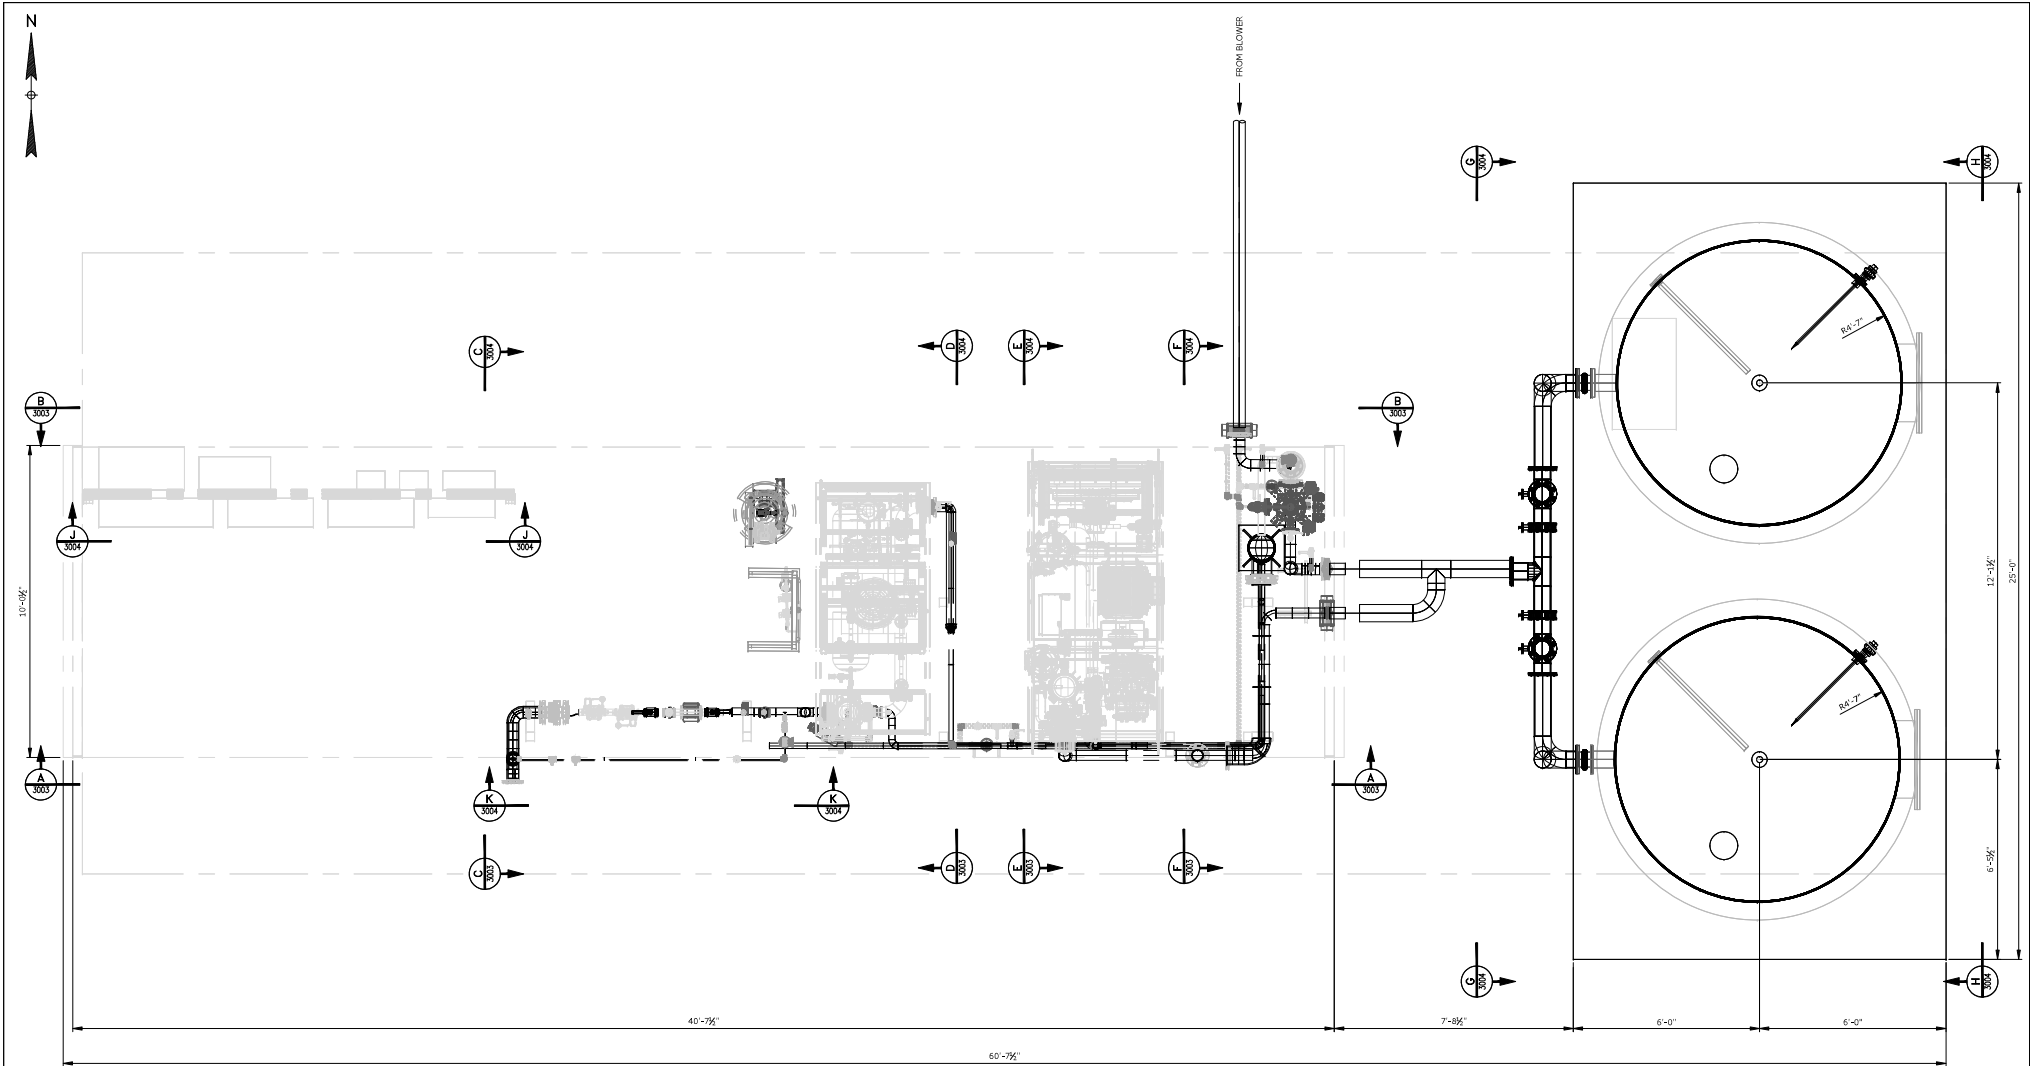 N
FROM BLOWER
G
3004
H
3004
C
3004
D
3004
E
3004
F
3004
B
3003
B
3003
R4'-7"
J
3004
J
3004
10'-0½"
12'-1½"
25'-0"
R4'-7"
A
3003
K
3004
K
3004
A
3003
C
3003
D
3003
E
3003
F
3003
6'-5½"
G
3004
H
3004
40'-7½"
7'-8½"
6'-0"
6'-0"
60'-7½"